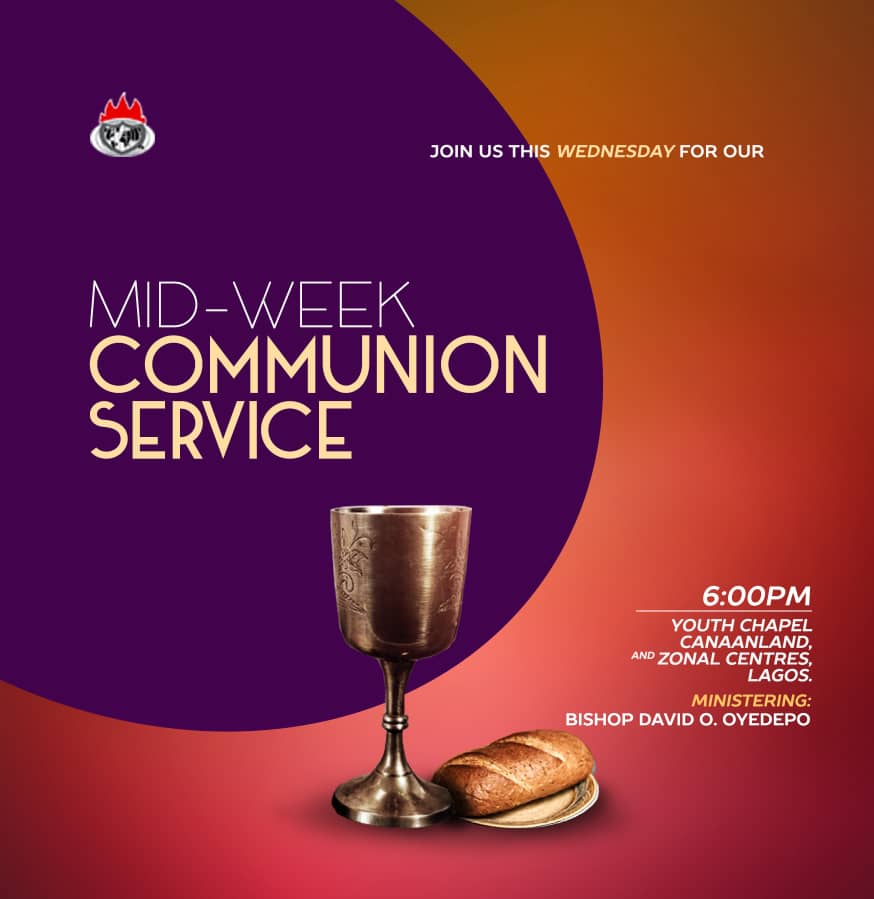 JOIN US THIS WEDNESDAY FOR OUR
MID-WEEK
COMMUNION
SERVICE
6:00PM
YOUTH CHAPEL
CANAANLAND,
AND ZONAL CENTRES,
LAGOS.
MINISTERING:
BISHOP DAVID O. OYEDEPO